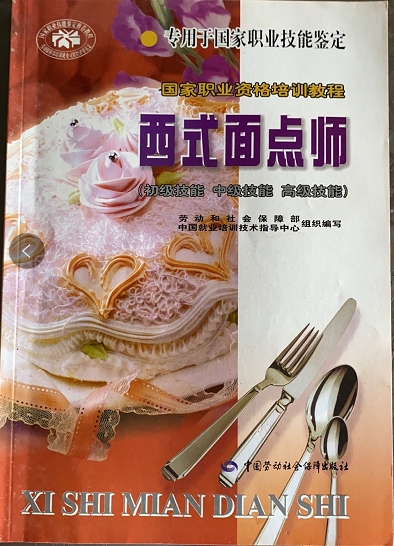 专用于国家职业技能鉴定
国家职业资格培训教程
西式面点师
(初级技能 中级技能 高级技能)
劳动和社会保障部
中国就业培训技术指导中心
组织编写
中国劳动社会保障出版社
XI SHI MIAN DIAN SHI